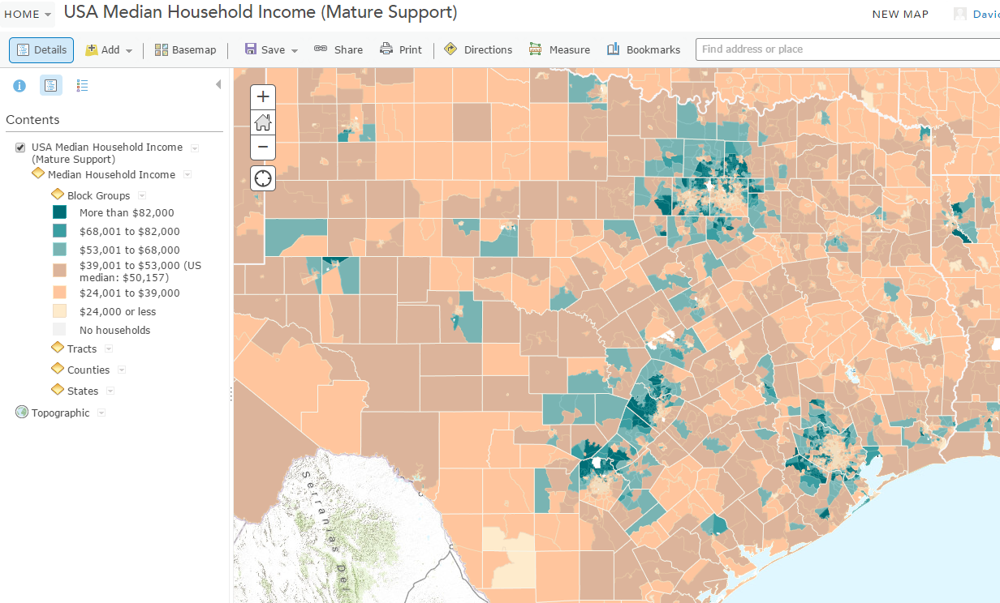 HOME
USA Median Household Income (Mature Support)
NEW MAP
Details
Add
Basemap
Save
Share
Print
Directions
Measure
Bookmarks
Find address or place
Contents
USA Median Household Income
(Mature Support)
Median Household Income
Block Groups
More than $82,000
$68,001 to $82,000
$53,001 to $68,000
$39,001 to $53,000 (US
median: $50,157)
$24,001 to $39,000
$24,000 or less
No households
Tracts
Counties
States
Topographic
Serranias Del